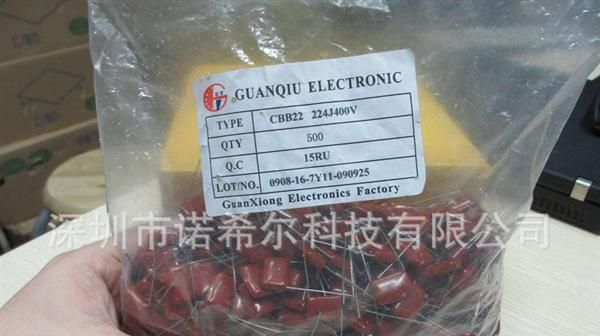 GUANQIU ELECTRONIC
TYPE CBB22 224J400V
QTY 500
Q.C 15RU
LOT/NO. 0908-16-7Y11-090925
GuanXiong Electronics Factory
深圳市诺希尔科技有限公司